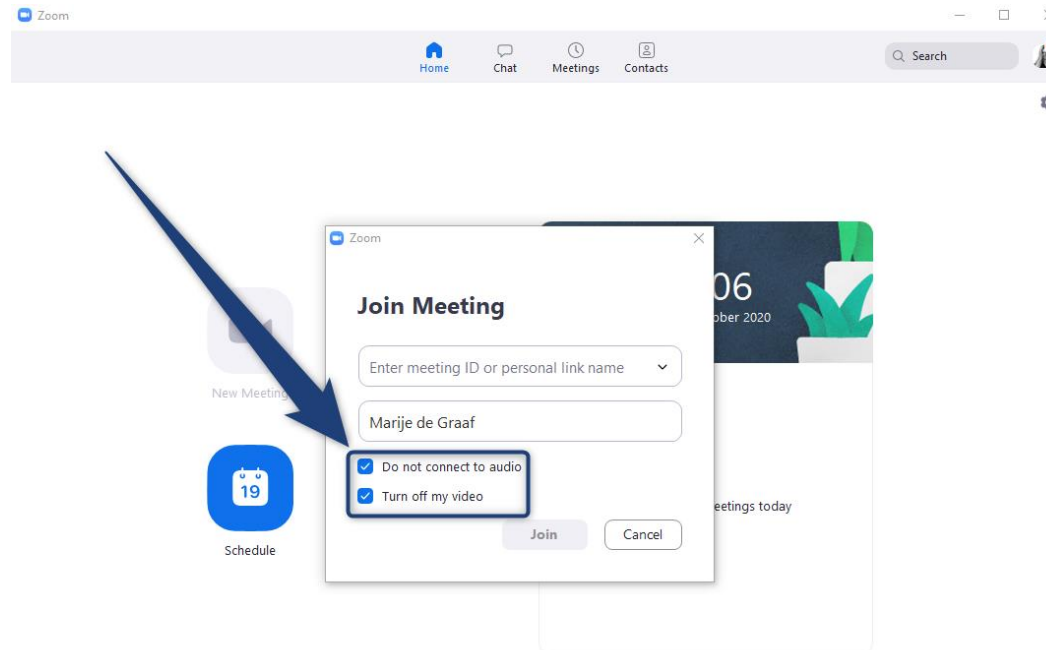 Zoom
Home Chat Meetings Contacts
Search
Zoom
Join Meeting
06
ober 2020
Enter meeting ID or personal link name
New Meeting
Marije de Graaf
Do not connect to audio
19
Turn off my video
eetings today
Join Cancel
Schedule